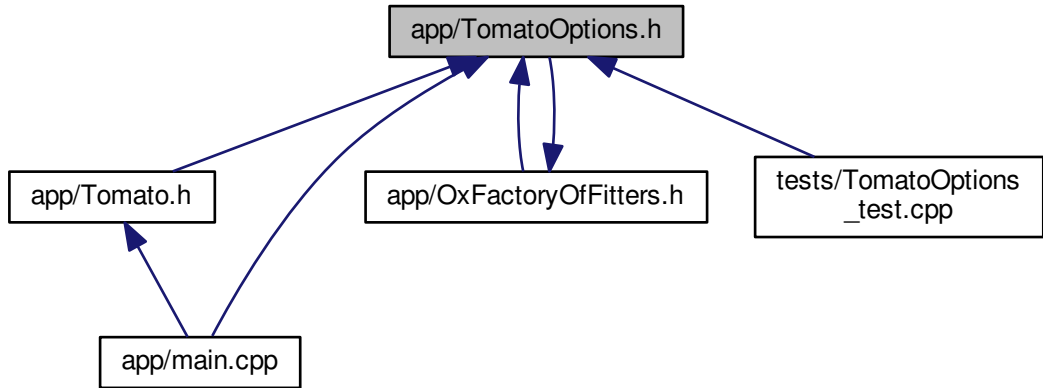 app/TomatoOptions.h
app/Tomato.h
app/OxFactoryOfFitters.h
tests/TomatoOptions
_test.cpp
app/main.cpp